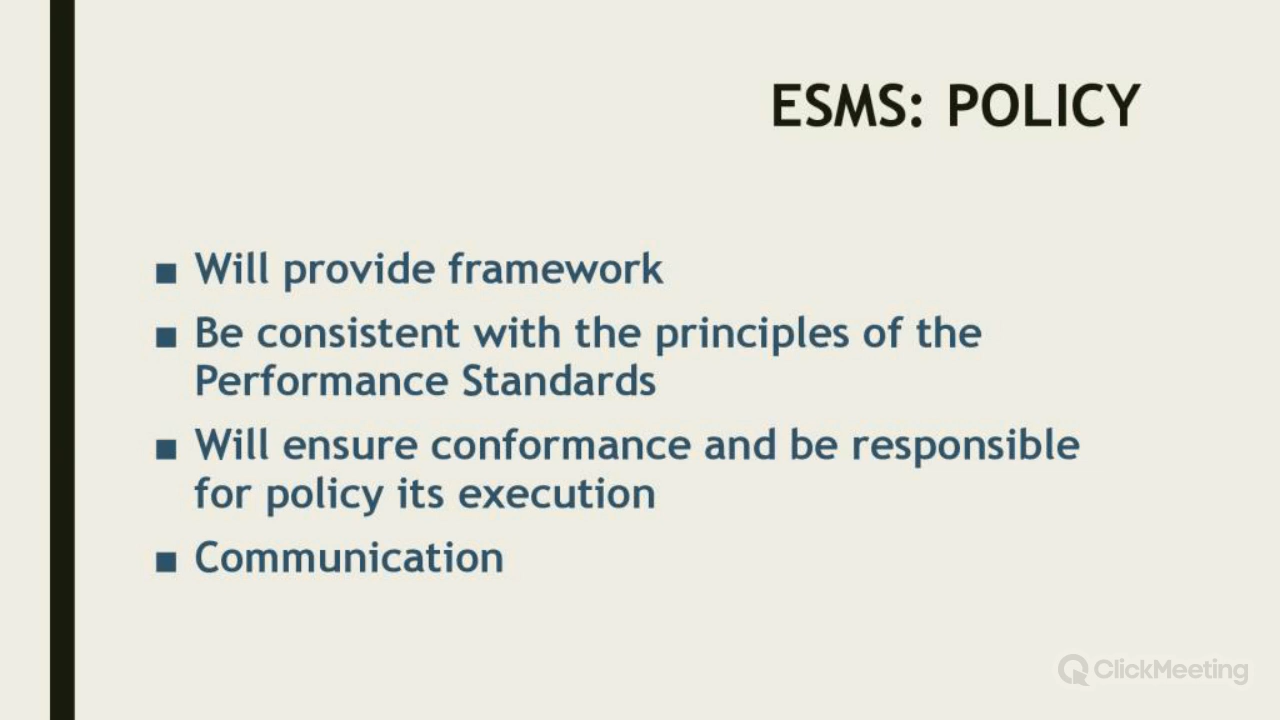 ESMS: POLICY
■ Will provide framework
■ Be consistent with the principles of the
Performance Standards
■ Will ensure conformance and be responsible
for policy its execution
■ Communication
ClickMeeting